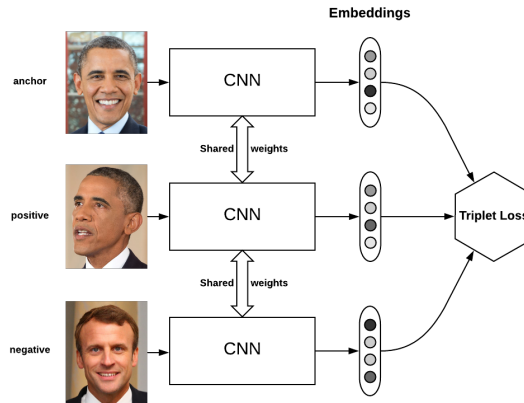 Embeddings
anchor
CNN
Shared weights
positive
CNN
Triplet Loss
Shared weights
negative
CNN